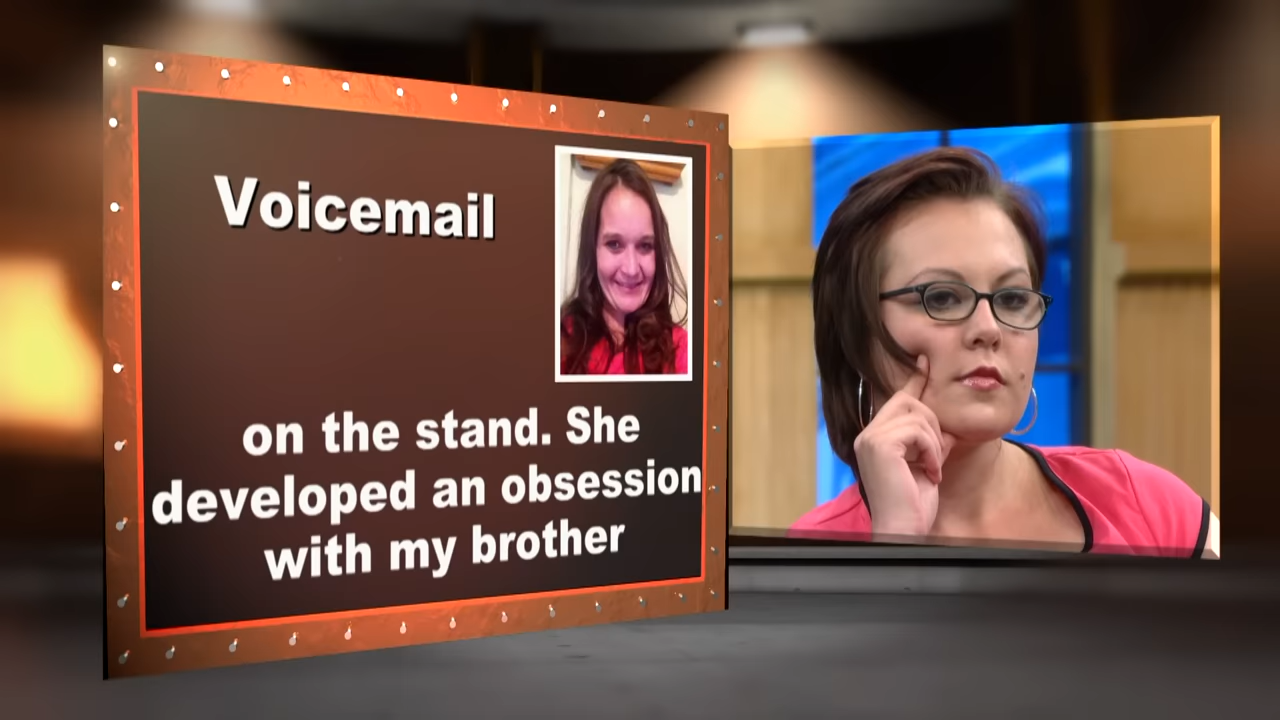 Voicemail
on the stand. She
developed an obsession
with my brother